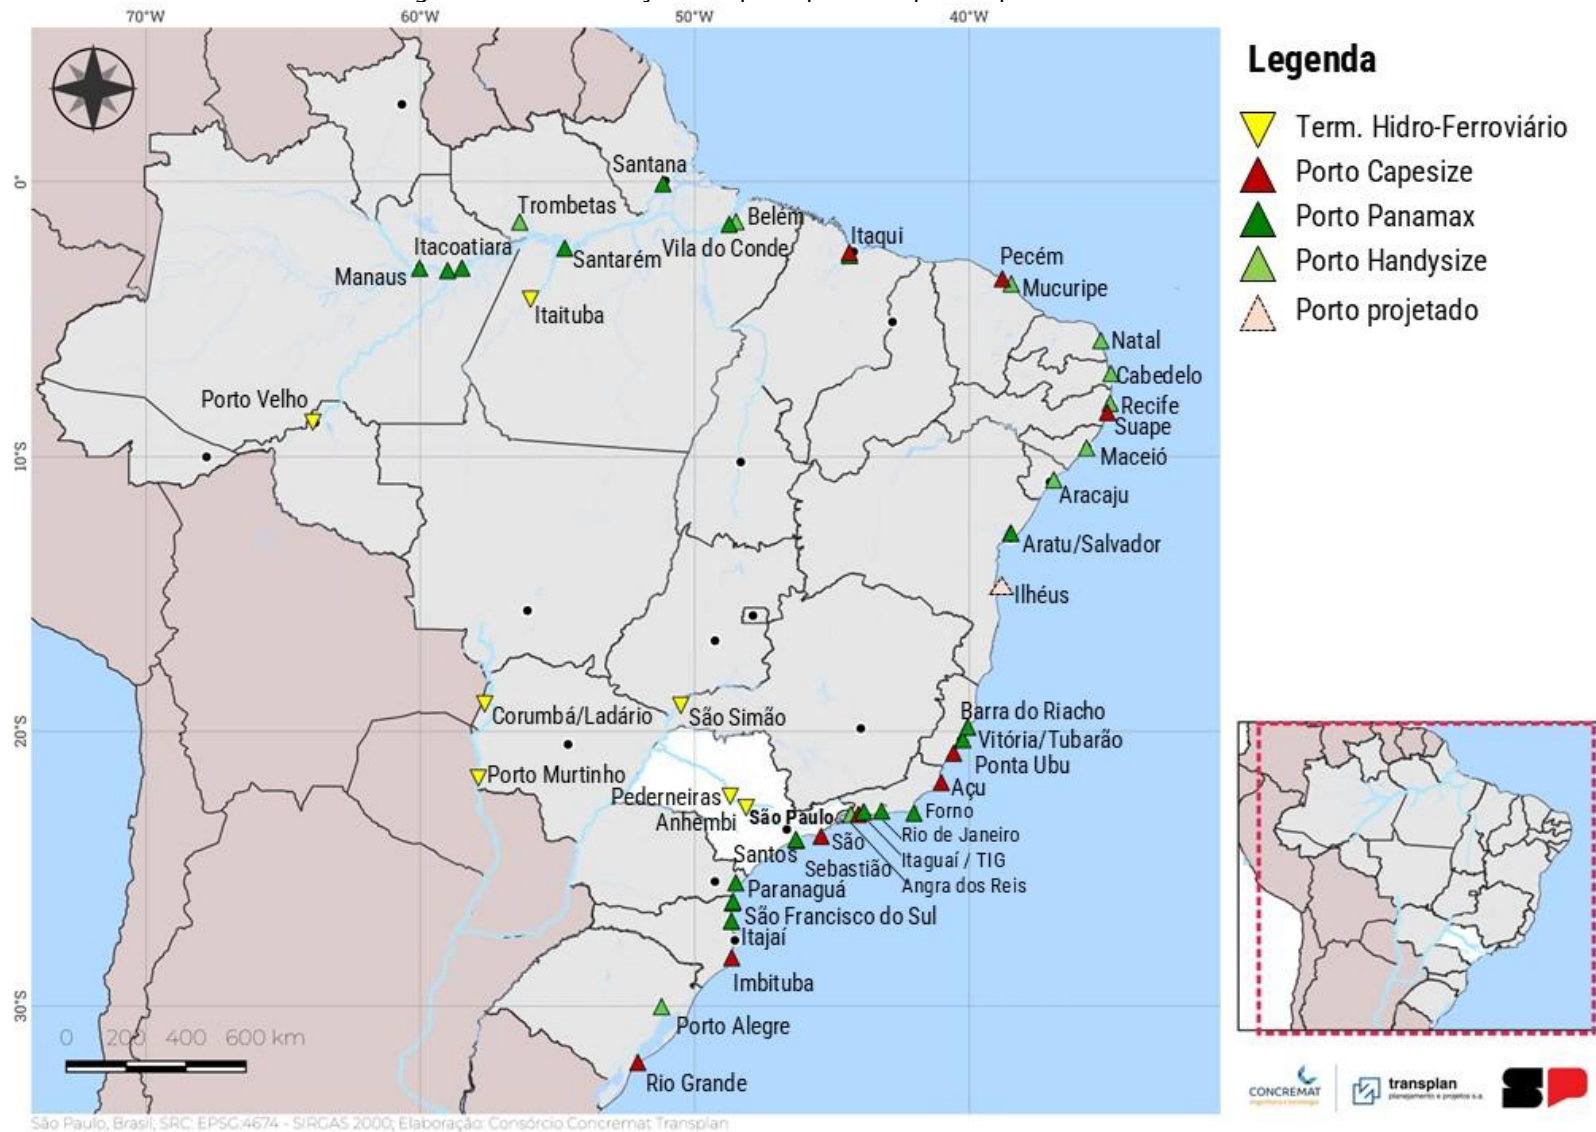 70°W 60°W 50°W 40°W
0°
10°S
20°S
30°S
Santana
Trombetas
Belém
Itacoatiara
Vila do Conde
Itaqui
Manaus
Santarém
Pecém
Mucuripe
Itaituba
Natal
Cabedelo
Porto Velho
Recife
Suape
Maceió
Aracaju
Aratu/Salvador
Ilhéus
Corumbá/Ladário
São Simão
Barra do Riacho
Vitória/Tubarão
Ponta Ubu
Porto Murtinho
Açu
Pederneiras
Anhembi
São Paulo
Forno
Rio de Janeiro
Santos
São
Sebastião
Itaguaí / TIG
Angra dos Reis
Paranaguá
São Francisco do Sul
Itajaí
Imbituba
Porto Alegre
Rio Grande
0 200 400 600 km
São Paulo, Brasil; SRC: EPSG:4674 - SIRGAS 2000; Elaboração: Consórcio Concremat Transplan
Legenda
Term. Hidro-Ferroviário
Porto Capesize
Porto Panamax
Porto Handysize
Porto projetado
CONCREMAT
engenharia e tecnologia
transplan
planejamento e projetos s.a.
SP